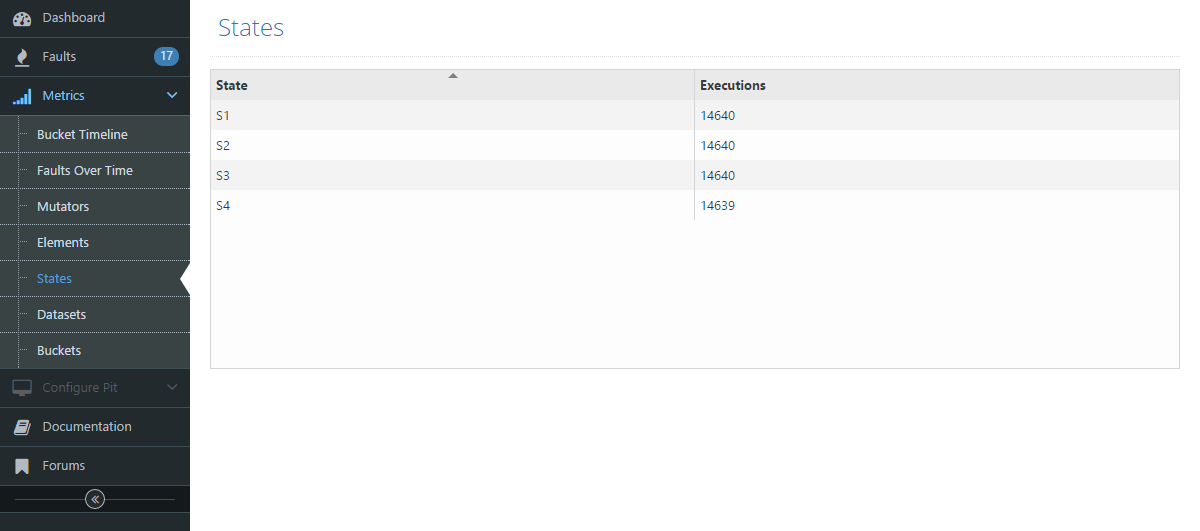 Dashboard
Faults 17
Metrics
Bucket Timeline
Faults Over Time
Mutators
Elements
States
Datasets
Buckets
Configure Pit
Documentation
Forums
States
State Executions
S1 14640
S2 14640
S3 14640
S4 14639